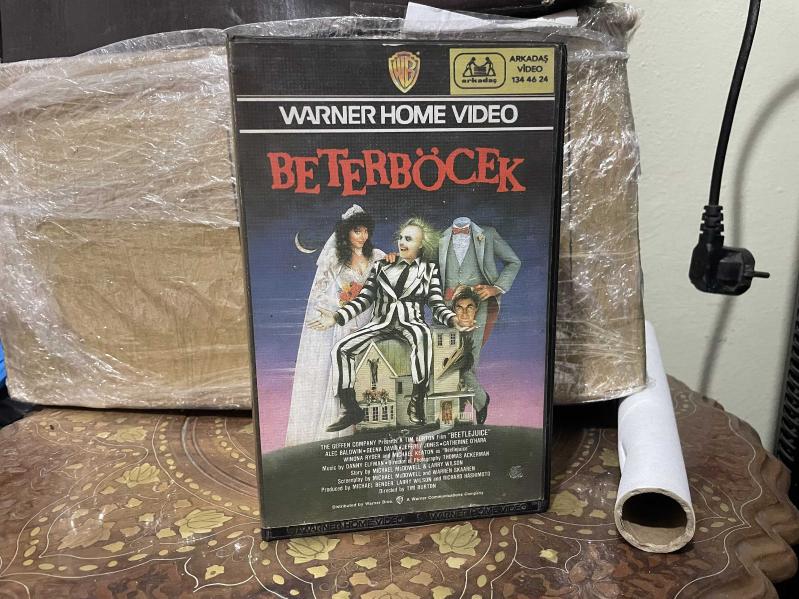 WB
arkadaş
ARKADAŞ
VİDEO
134 46 24
WARNER HOME VIDEO
BETERBÖCEK
THE GEFFEN COMPANY Presents A TIM BURTON Film "BEETLEJUICE"
ALEC BALDWIN • GEENA DAVIS • JEFFREY JONES • CATHERINE O'HARA
WINONA RYDER and MICHAEL KEATON as "Betelgeuse"
Music by DANNY ELFMAN • Director of Photography THOMAS ACKERMAN
Story by MICHAEL McDOWELL & LARRY WILSON
Screenplay by MICHAEL McDOWELL and WARREN SKAAREN
Produced by MICHAEL BENDER, LARRY WILSON and RICHARD HASHIMOTO
Directed by TIM BURTON
Distributed by Warner Bros. A Warner Communications Company
WARNER HOME VIDEO WARNER HOME VIDEO